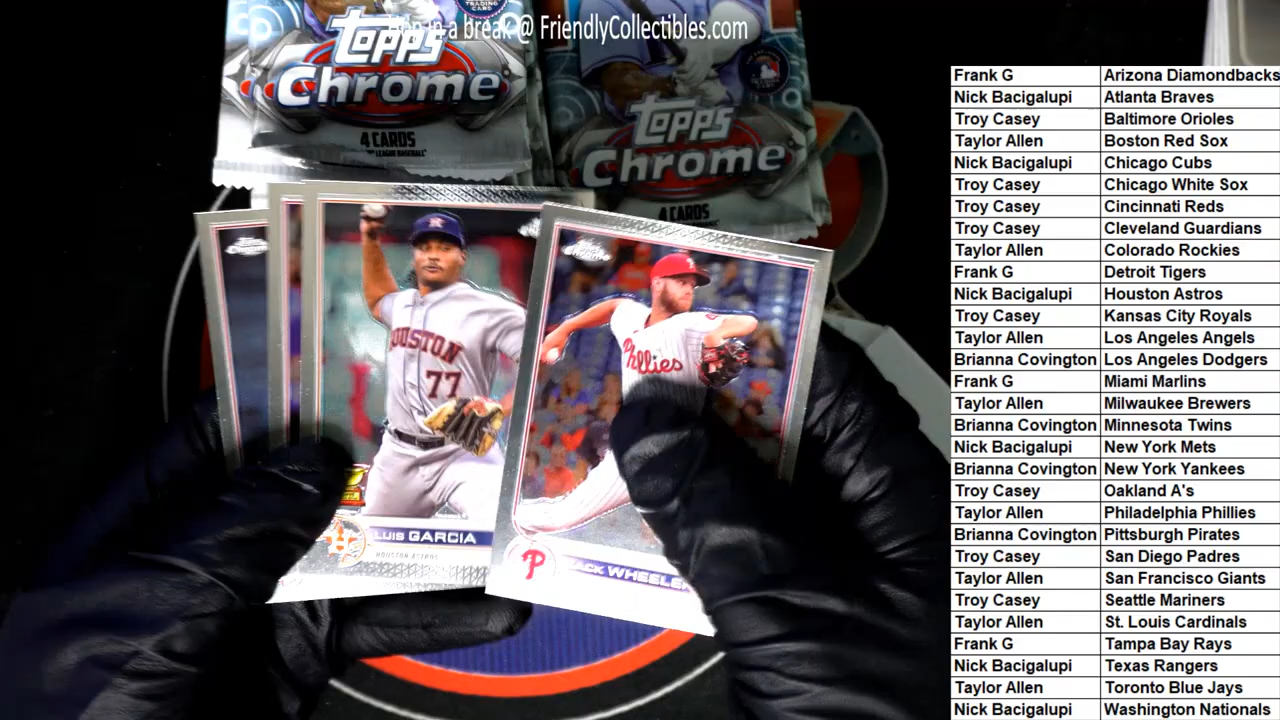 Hop in a break @ FriendlyCollectibles.com
Topps
Chrome
4 CARDS
Topps
Chrome
4 CARDS
HOUSTON
77
LUIS GARCIA
HOUSTON ASTROS
Phillies
P
WHEELER
Frank G Arizona Diamondbacks
Nick Bacigalupi Atlanta Braves
Troy Casey Baltimore Orioles
Taylor Allen Boston Red Sox
Nick Bacigalupi Chicago Cubs
Troy Casey Chicago White Sox
Troy Casey Cincinnati Reds
Troy Casey Cleveland Guardians
Taylor Allen Colorado Rockies
Frank G Detroit Tigers
Nick Bacigalupi Houston Astros
Troy Casey Kansas City Royals
Taylor Allen Los Angeles Angels
Brianna Covington Los Angeles Dodgers
Frank G Miami Marlins
Taylor Allen Milwaukee Brewers
Brianna Covington Minnesota Twins
Nick Bacigalupi New York Mets
Brianna Covington New York Yankees
Troy Casey Oakland A's
Taylor Allen Philadelphia Phillies
Brianna Covington Pittsburgh Pirates
Troy Casey San Diego Padres
Taylor Allen San Francisco Giants
Troy Casey Seattle Mariners
Taylor Allen St. Louis Cardinals
Frank G Tampa Bay Rays
Nick Bacigalupi Texas Rangers
Taylor Allen Toronto Blue Jays
Nick Bacigalupi Washington Nationals